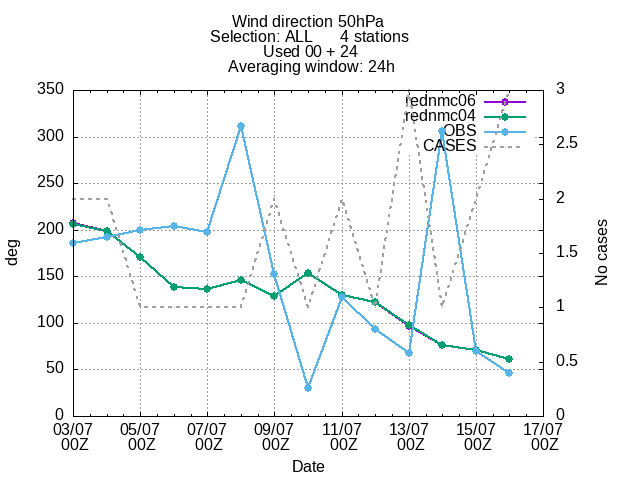 Wind direction 50hPa
Selection: ALL      4 stations
Used 00 + 24
Averaging window: 24h
350 3
rednmc06
rednmc04
300 OBS 2.5
CASES
250
200 2
150 1.5
100 1
50 0.5
0 0
deg
No cases
03/07 05/07 07/07 09/07 11/07 13/07 15/07 17/07
00Z 00Z 00Z 00Z 00Z 00Z 00Z 00Z
Date